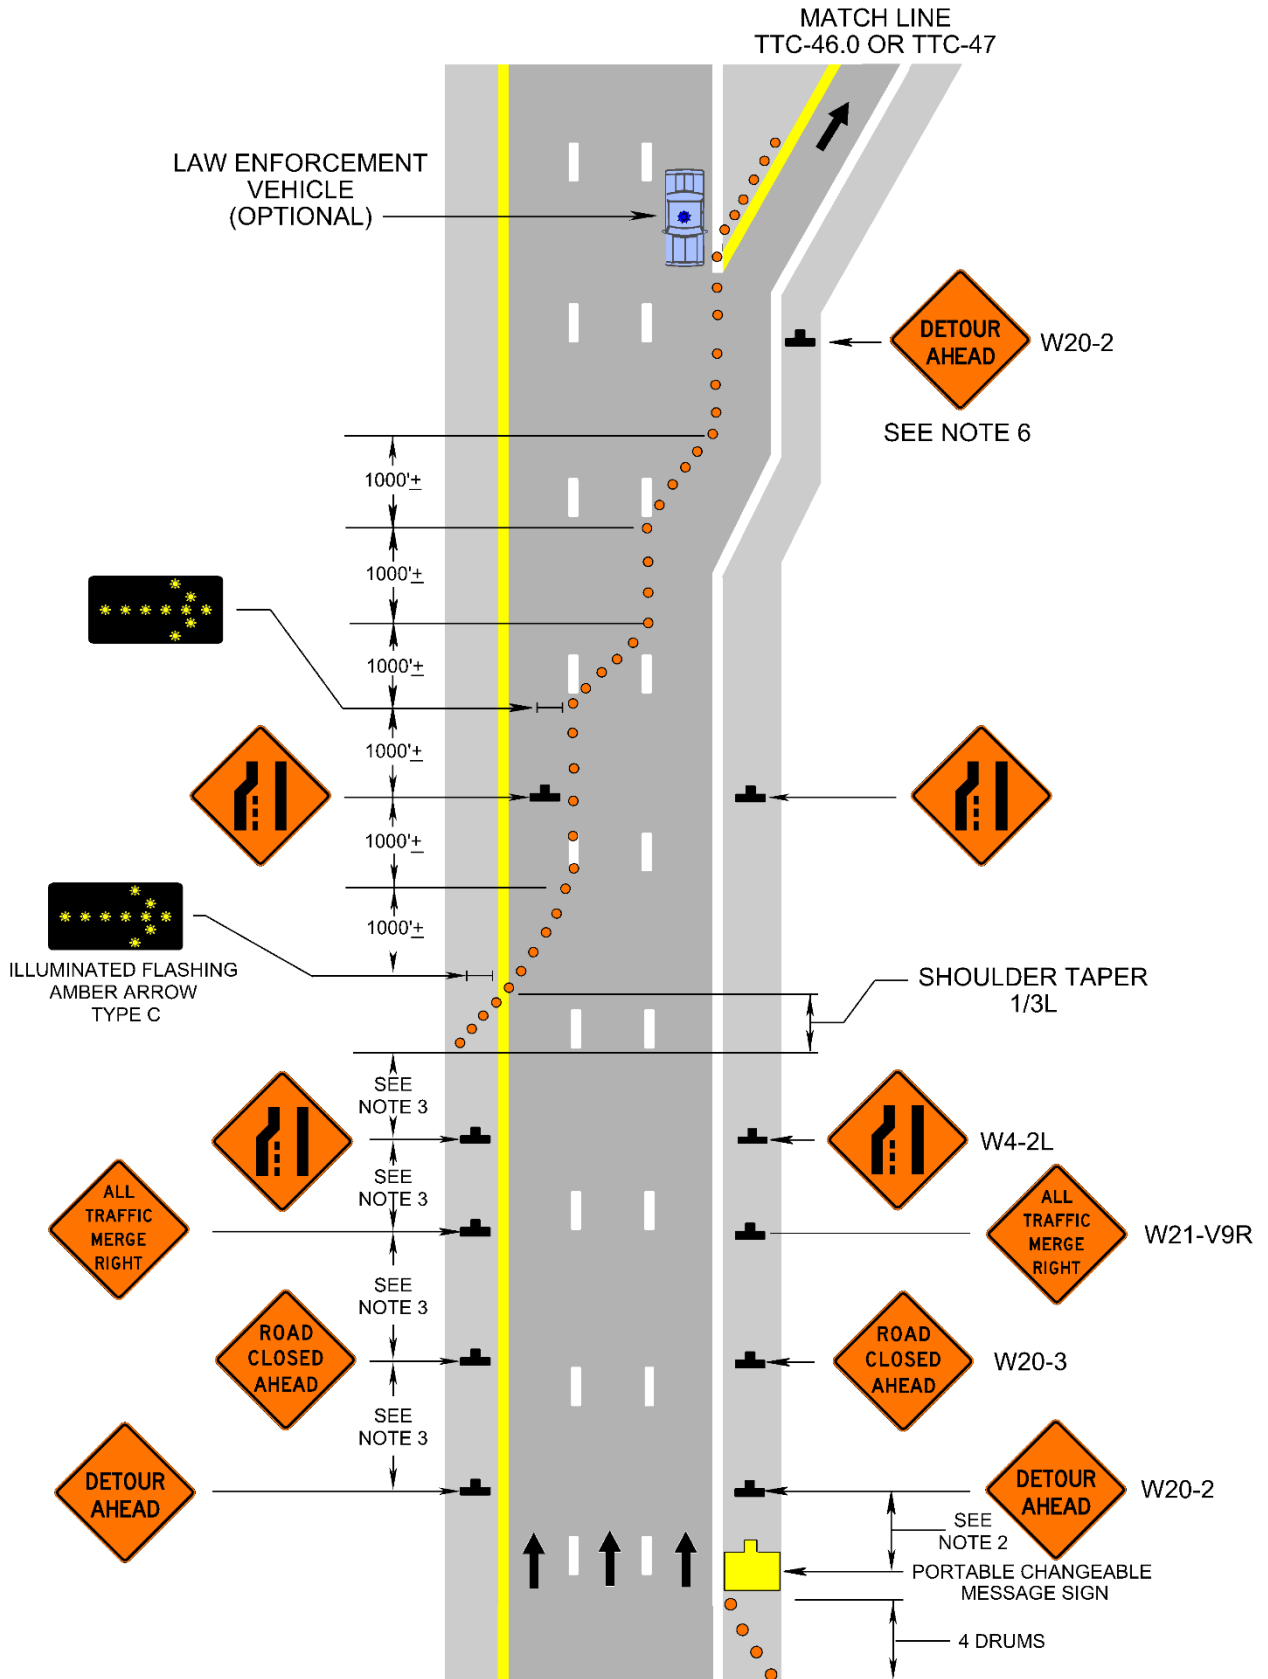 MATCH LINE
TTC-46.0 OR TTC-47
LAW ENFORCEMENT
VEHICLE
(OPTIONAL)
DETOUR
AHEAD
W20-2
SEE NOTE 6
1000'±
1000'±
1000'±
1000'±
1000'±
1000'±
ILLUMINATED FLASHING
AMBER ARROW
TYPE C
SHOULDER TAPER
1/3L
SEE
NOTE 3
W4-2L
SEE
NOTE 3
ALL
TRAFFIC
MERGE
RIGHT
ALL
TRAFFIC
MERGE
RIGHT
W21-V9R
SEE
NOTE 3
ROAD
CLOSED
AHEAD
ROAD
CLOSED
AHEAD
W20-3
SEE
NOTE 3
DETOUR
AHEAD
DETOUR
AHEAD
W20-2
SEE
NOTE 2
PORTABLE CHANGEABLE
MESSAGE SIGN
4 DRUMS